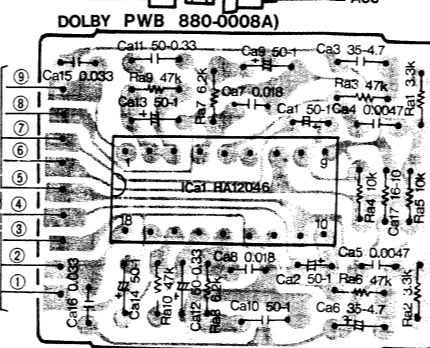 DOLBY PWB 880-0008A)
Ca11 50-0.33
Ca9 50-1
Ca3 35-4.7
Ca15 0.033
Ra9 47k
Ra7 6.2k
Ca7 0.018
Ra3 47k
Ra1 3.3k
Ca13 50-1
Ca1 50-1
Ca4 0.0047
⑨
⑧
⑦
⑥
⑤
④
③
②
①
1
9
ICa1 HA12046
18
10
Ra4 10k
Ca17 16-10
Ra5 10k
Ca16 0.033
Ca14 50-1
Ra10 47k
Ca12 50-0.33
Ra8 6.2k
Ca8 0.018
Ca2 50-1
Ca5 0.0047
Ra6 47k
Ra2 3.3k
Ca10 50-1
Ca6 35-4.7